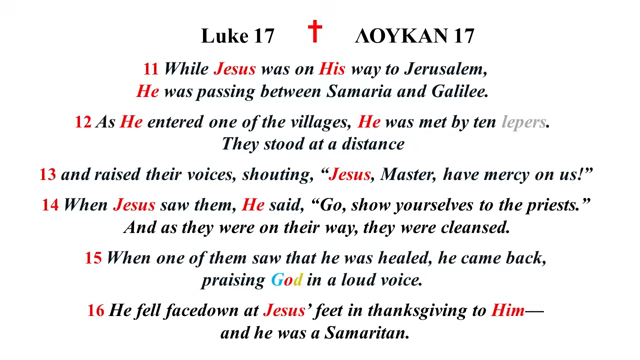 Luke 17 ✝ ΛΟΥΚΑΝ 17
11 While Jesus was on His way to Jerusalem,
He was passing between Samaria and Galilee.
12 As He entered one of the villages, He was met by ten lepers.
They stood at a distance
13 and raised their voices, shouting, “Jesus, Master, have mercy on us!”
14 When Jesus saw them, He said, “Go, show yourselves to the priests.”
And as they were on their way, they were cleansed.
15 When one of them saw that he was healed, he came back,
praising God in a loud voice.
16 He fell facedown at Jesus’ feet in thanksgiving to Him—
and he was a Samaritan.